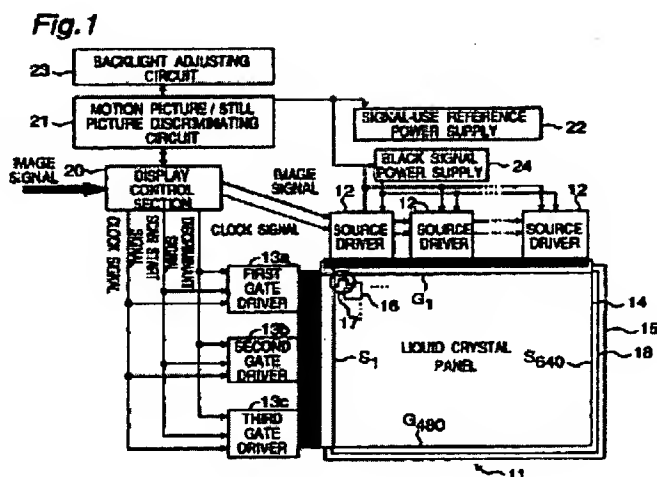 Fig.1
23
BACKLIGHT ADJUSTING
CIRCUIT
21
MOTION PICTURE / STILL
PICTURE DISCRIMINATING
CIRCUIT
SIGNAL-USE REFERENCE
POWER SUPPLY
22
IMAGE
SIGNAL
20
DISPLAY
CONTROL
SECTION
IMAGE
SIGNAL
BLACK SIGNAL
POWER SUPPLY
24
12
12
12
SOURCE
DRIVER
SOURCE
DRIVER
SOURCE
DRIVER
CLOCK SIGNAL
SCAN START
SIGNAL
DISCRIMINANT
SIGNAL
CLOCK SIGNAL
13a
FIRST
GATE
DRIVER
13b
SECOND
GATE
DRIVER
13c
THIRD
GATE
DRIVER
16
17
G1
S1
LIQUID CRYSTAL
PANEL
S640
G480
14
15
18
11